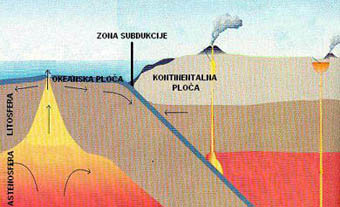 ZONA SUBDUKCIJE
OKEANSKA PLOČA
KONTINENTALNA
PLOČA
LITOSFERA
ASTENOSFERA